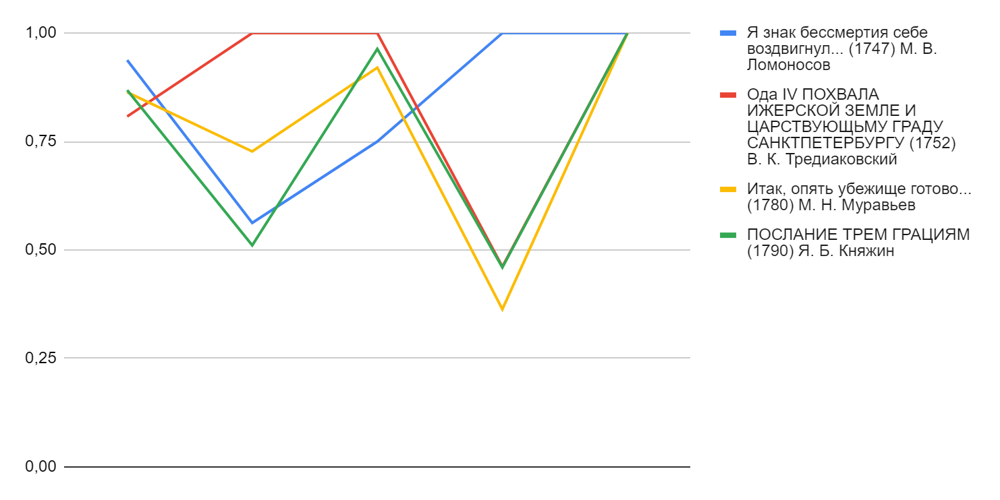 1,00
0,75
0,50
0,25
0,00
Я знак бессмертия себе
воздвигнул... (1747) М. В.
Ломоносов
Ода IV ПОХВАЛА
ИЖЕРСКОЙ ЗЕМЛЕ И
ЦАРСТВУЮЩЬМУ ГРАДУ
САНКТПЕТЕРБУРГУ (1752)
В. К. Тредиаковский
Итак, опять убежище готово...
(1780) М. Н. Муравьев
ПОСЛАНИЕ ТРЕМ ГРАЦИЯМ
(1790) Я. Б. Княжин